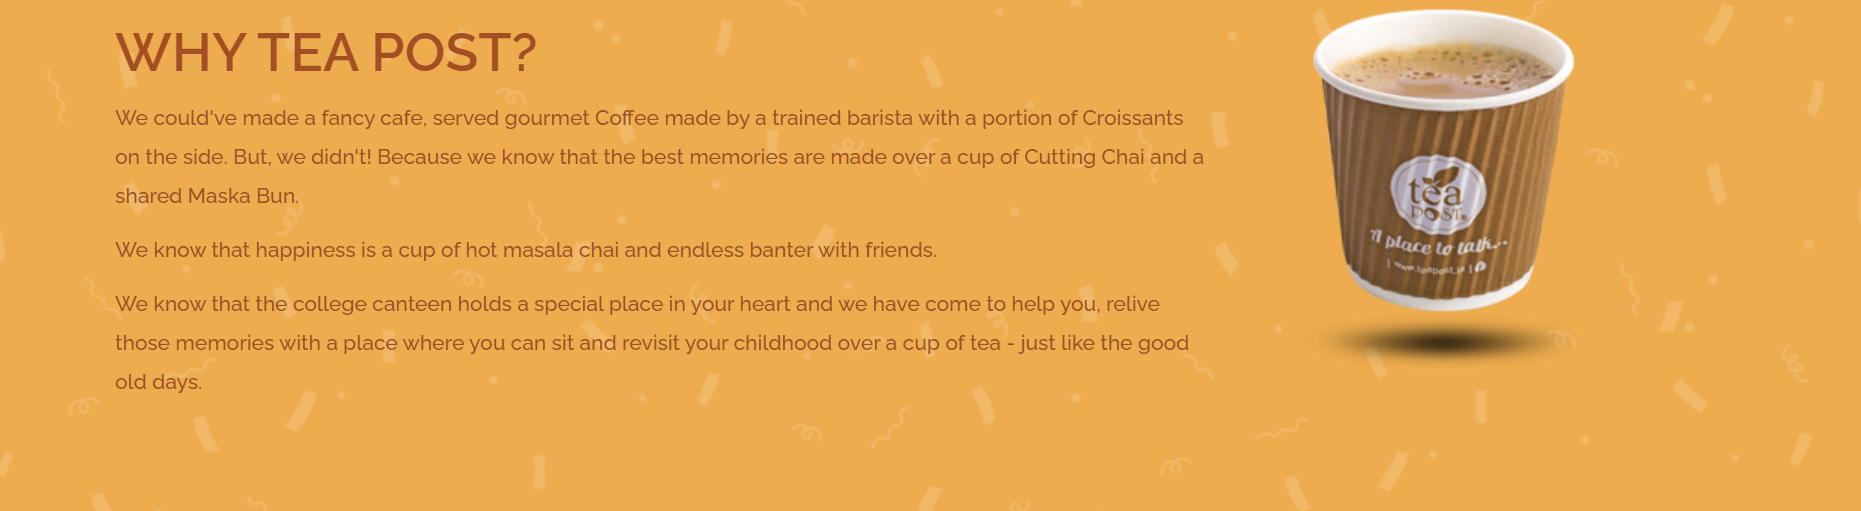 WHY TEA POST?
We could've made a fancy cafe, served gourmet Coffee made by a trained barista with a portion of Croissants
on the side. But, we didn't! Because we know that the best memories are made over a cup of Cutting Chai and a
shared Maska Bun.
We know that happiness is a cup of hot masala chai and endless banter with friends.
We know that the college canteen holds a special place in your heart and we have come to help you, relive
those memories with a place where you can sit and revisit your childhood over a cup of tea - just like the good
old days.
tea
POST
A place to talk...
| www.teapost.in |